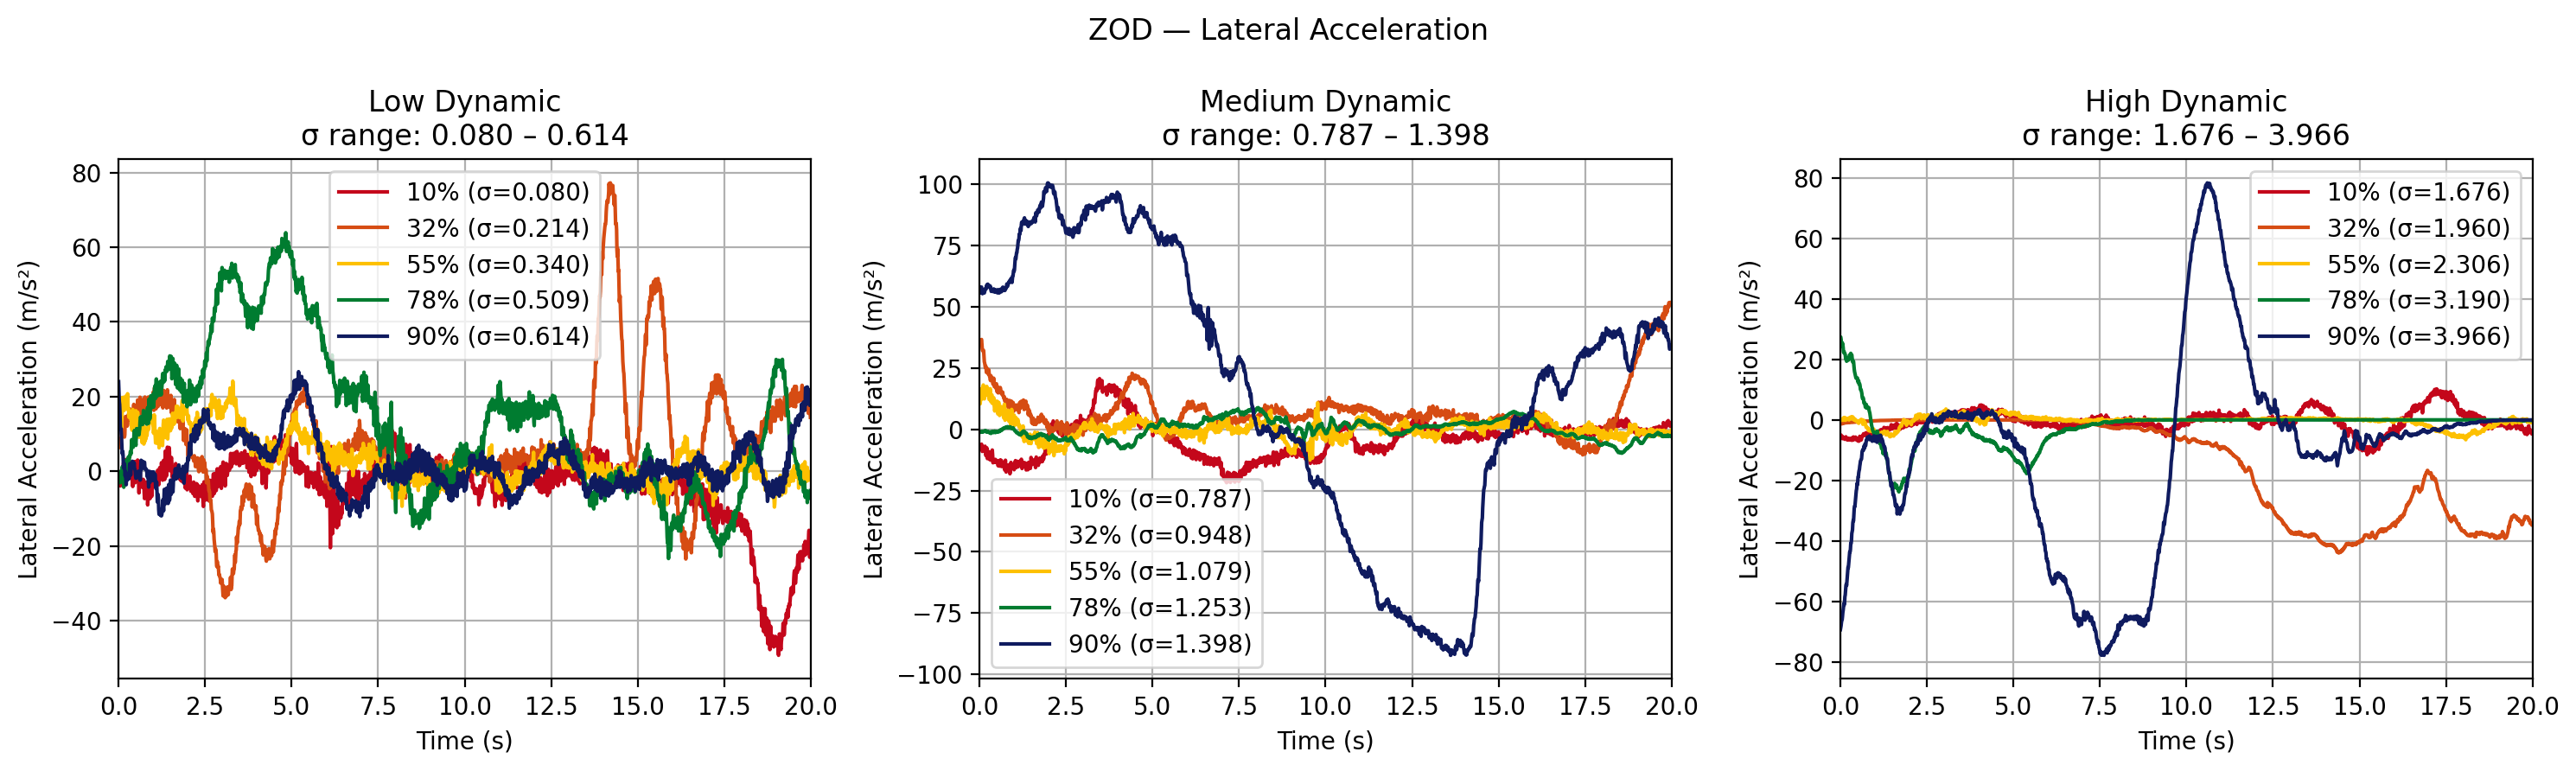 ZOD — Lateral Acceleration
Low Dynamic
σ range: 0.080 – 0.614
Lateral Acceleration (m/s²)
80
60
40
20
0
−20
−40
10% (σ=0.080)
32% (σ=0.214)
55% (σ=0.340)
78% (σ=0.509)
90% (σ=0.614)
0.0 2.5 5.0 7.5 10.0 12.5 15.0 17.5 20.0
Time (s)
Medium Dynamic
σ range: 0.787 – 1.398
Lateral Acceleration (m/s²)
100
75
50
25
0
−25
−50
−75
−100
10% (σ=0.787)
32% (σ=0.948)
55% (σ=1.079)
78% (σ=1.253)
90% (σ=1.398)
0.0 2.5 5.0 7.5 10.0 12.5 15.0 17.5 20.0
Time (s)
High Dynamic
σ range: 1.676 – 3.966
Lateral Acceleration (m/s²)
80
60
40
20
0
−20
−40
−60
−80
10% (σ=1.676)
32% (σ=1.960)
55% (σ=2.306)
78% (σ=3.190)
90% (σ=3.966)
0.0 2.5 5.0 7.5 10.0 12.5 15.0 17.5 20.0
Time (s)